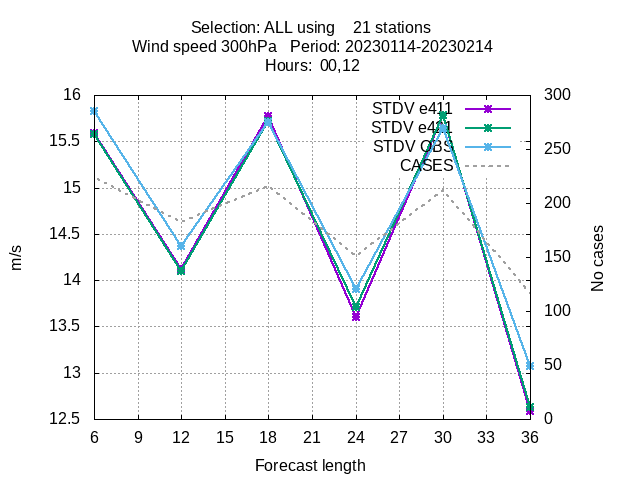 Selection: ALL using 21 stations
Wind speed 300hPa Period: 20230114-20230214
Hours: 00,12
16
15.5
15
14.5
14
13.5
13
12.5
300
250
200
150
100
50
0
STDV e411
STDV
STDV OBS
CASES
m/s
No cases
6 9 12 15 18 21 24 27 30 33 36
Forecast length